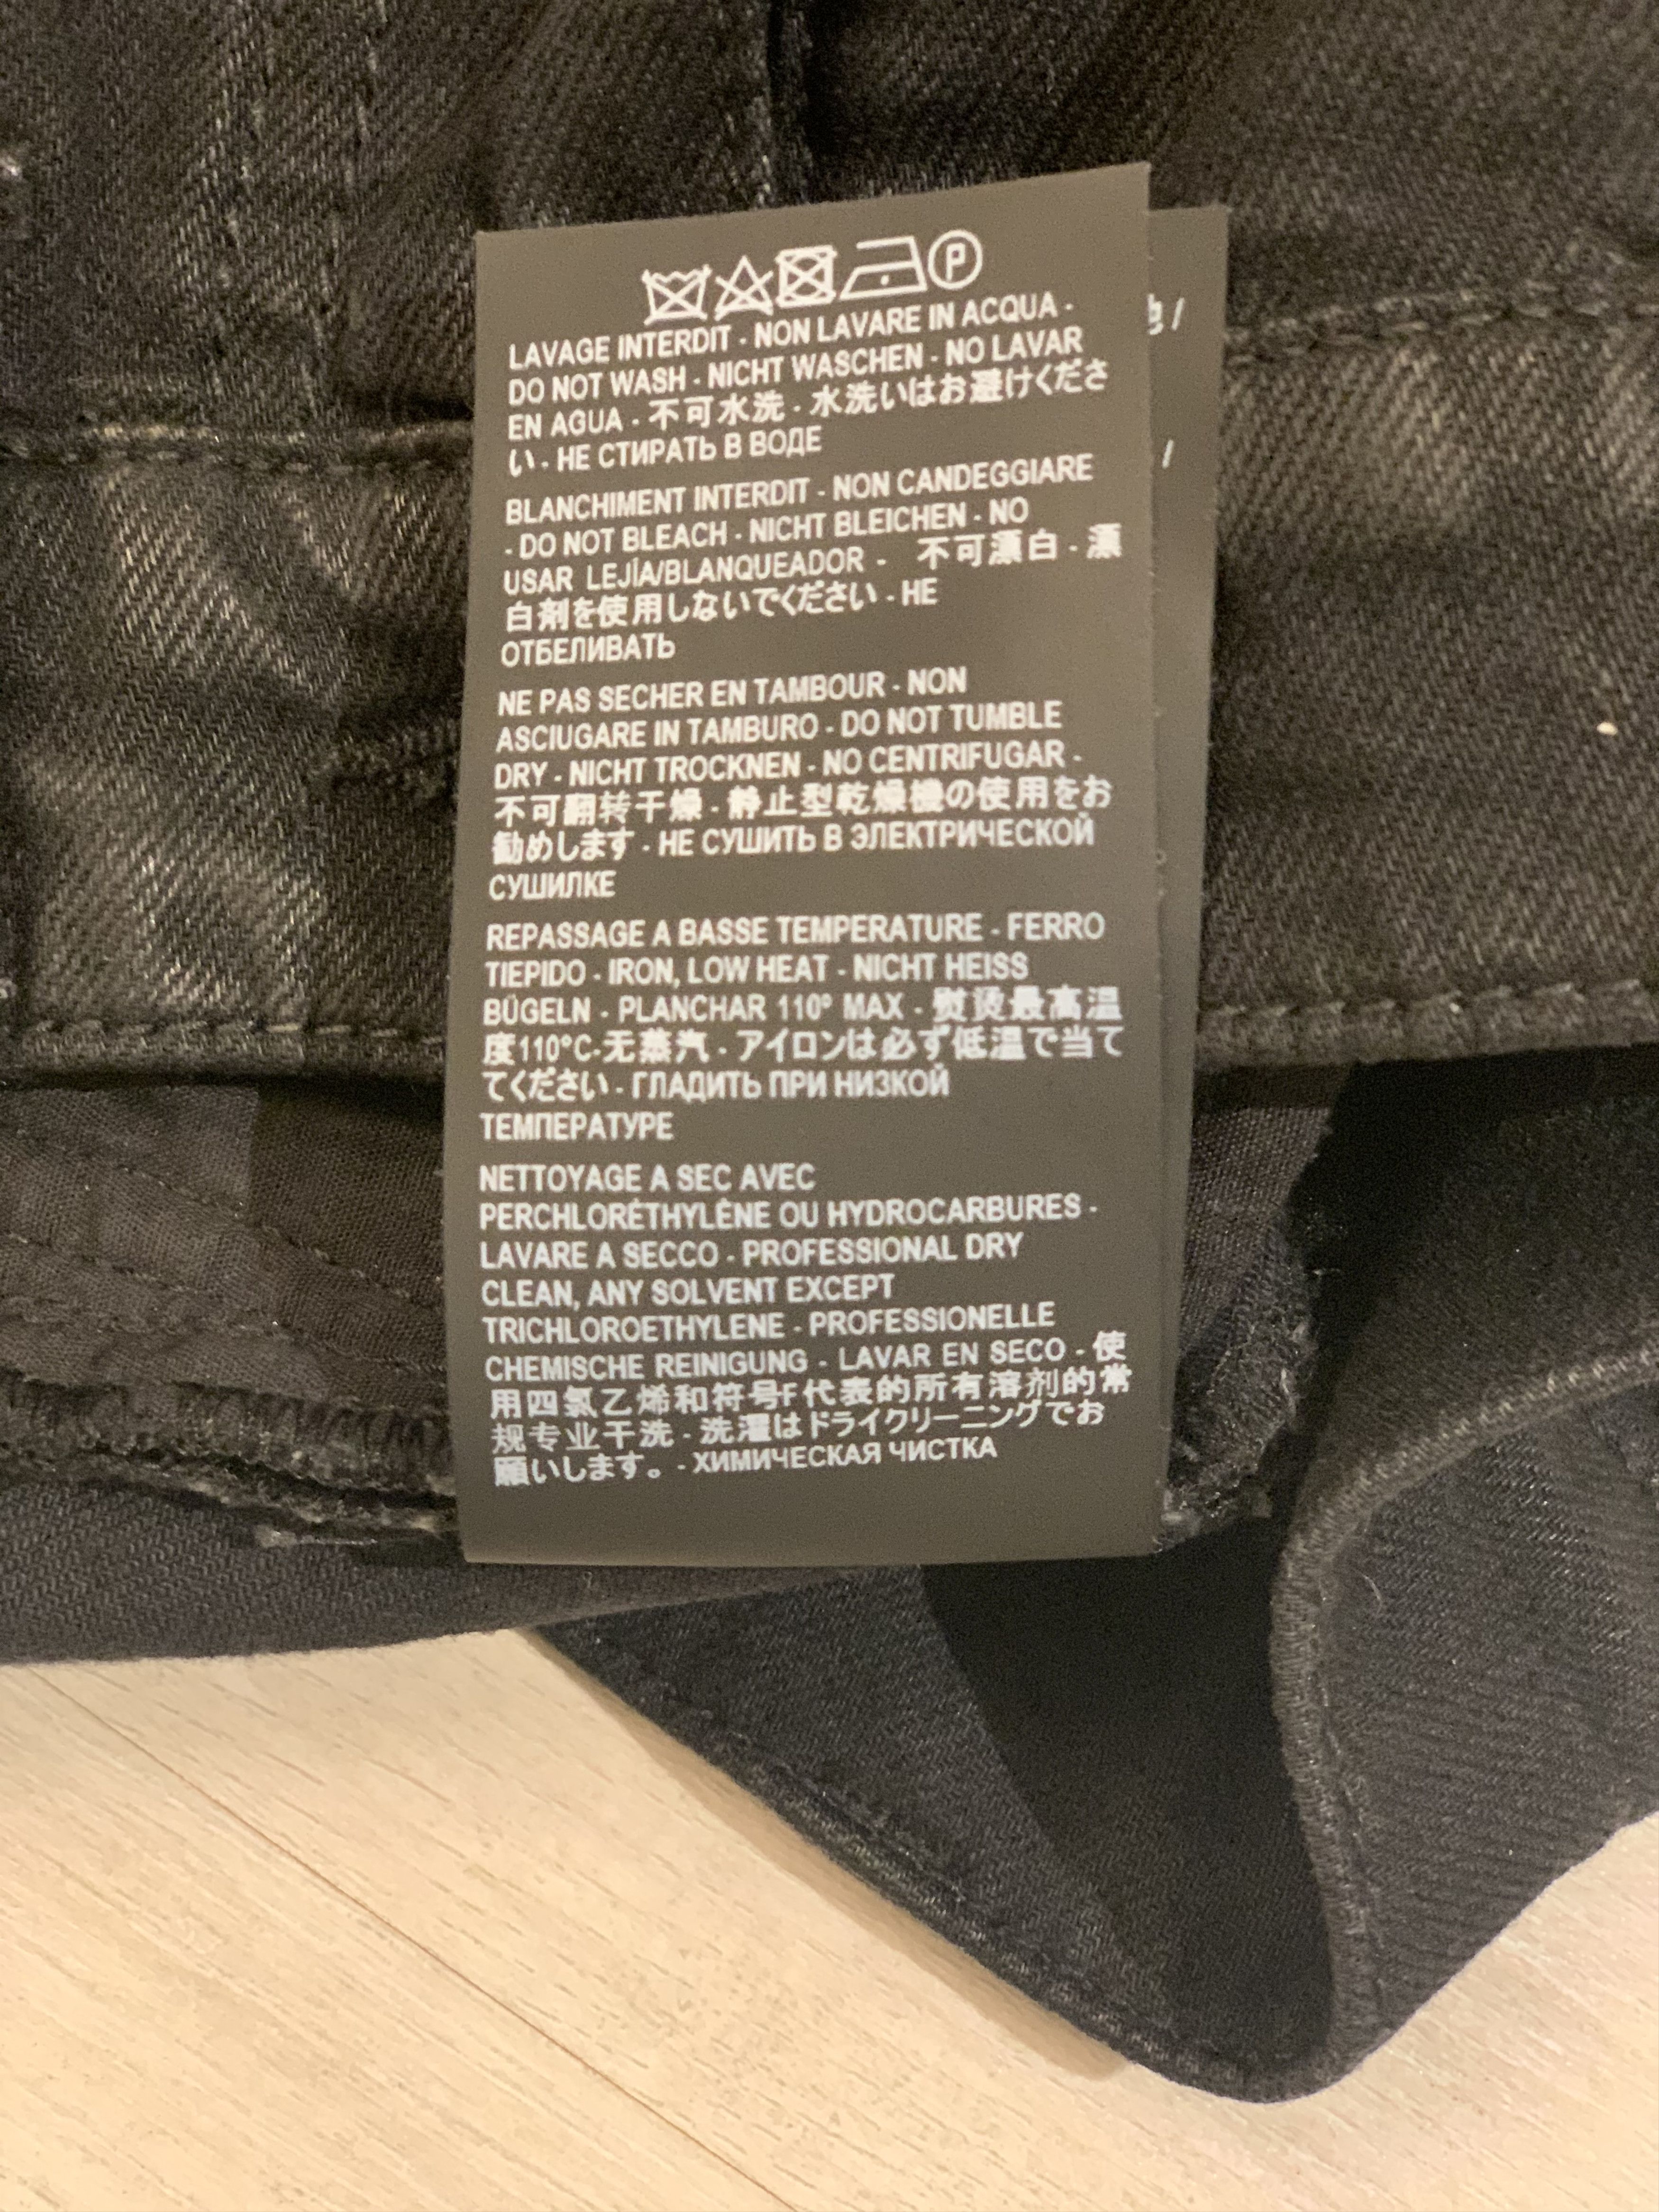 P
LAVAGE INTERDIT - NON LAVARE IN ACQUA -
DO NOT WASH - NICHT WASCHEN - NO LAVAR
EN AGUA - 不可水洗 - 水洗いはお避けくださ
い - НЕ СТИРАТЬ В ВОДЕ
BLANCHIMENT INTERDIT - NON CANDEGGIARE
- DO NOT BLEACH - NICHT BLEICHEN - NO
USAR LEJÍA/BLANQUEADOR - 不可漂白 - 漂
白剤を使用しないでください - НЕ
ОТБЕЛИВАТЬ
NE PAS SECHER EN TAMBOUR - NON
ASCIUGARE IN TAMBURO - DO NOT TUMBLE
DRY - NICHT TROCKNEN - NO CENTRIFUGAR -
不可翻转干燥 - 静止型乾燥機の使用をお
勧めします - НЕ СУШИТЬ В ЭЛЕКТРИЧЕСКОЙ
СУШИЛКЕ
REPASSAGE A BASSE TEMPERATURE - FERRO
TIEPIDO - IRON, LOW HEAT - NICHT HEISS
BÜGELN - PLANCHAR 110º MAX - 熨烫最高温
度110°C-无蒸汽 - アイロンは必ず低温で当て
てください - ГЛАДИТЬ ПРИ НИЗКОЙ
ТЕМПЕРАТУРЕ
NETTOYAGE A SEC AVEC
PERCHLORÉTHYLÈNE OU HYDROCARBURES -
LAVARE A SECCO - PROFESSIONAL DRY
CLEAN, ANY SOLVENT EXCEPT
TRICHLOROETHYLENE - PROFESSIONELLE
CHEMISCHE REINIGUNG - LAVAR EN SECO - 使
用四氯乙烯和符号F代表的所有溶剂的常
规专业干洗 - 洗濯はドライクリーニングでお
願いします。- ХИМИЧЕСКАЯ ЧИСТКА
/
/